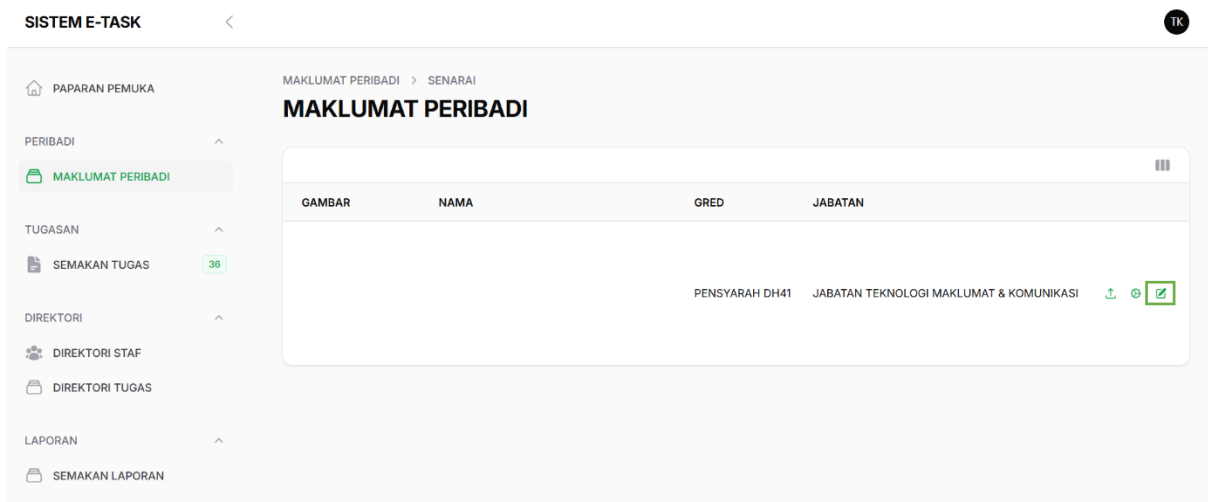 SISTEM E-TASK
TK
PAPARAN PEMUKA
PERIBADI
MAKLUMAT PERIBADI
TUGASAN
SEMAKAN TUGAS 36
DIREKTORI
DIREKTORI STAF
DIREKTORI TUGAS
LAPORAN
SEMAKAN LAPORAN
MAKLUMAT PERIBADI > SENARAI
MAKLUMAT PERIBADI
GAMBAR NAMA GRED JABATAN
PENSYARAH DH41 JABATAN TEKNOLOGI MAKLUMAT & KOMUNIKASI